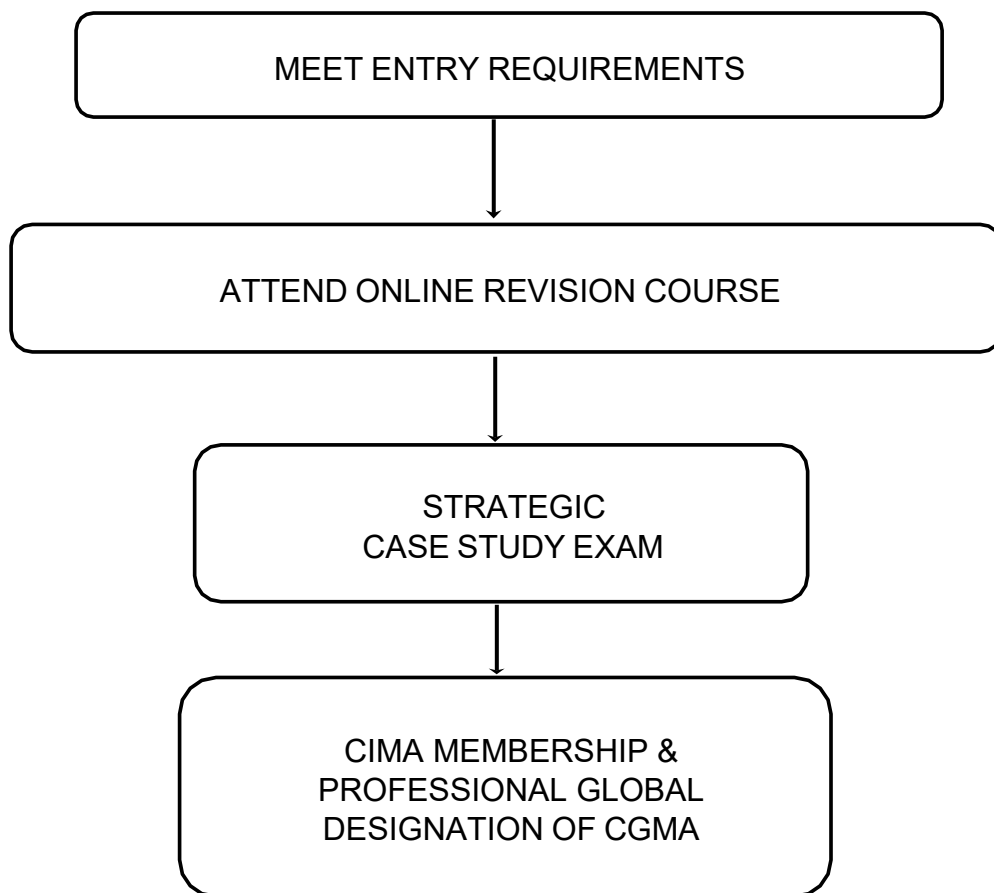 MEET ENTRY REQUIREMENTS
ATTEND ONLINE REVISION COURSE
STRATEGIC
CASE STUDY EXAM
CIMA MEMBERSHIP &
PROFESSIONAL GLOBAL
DESIGNATION OF CGMA